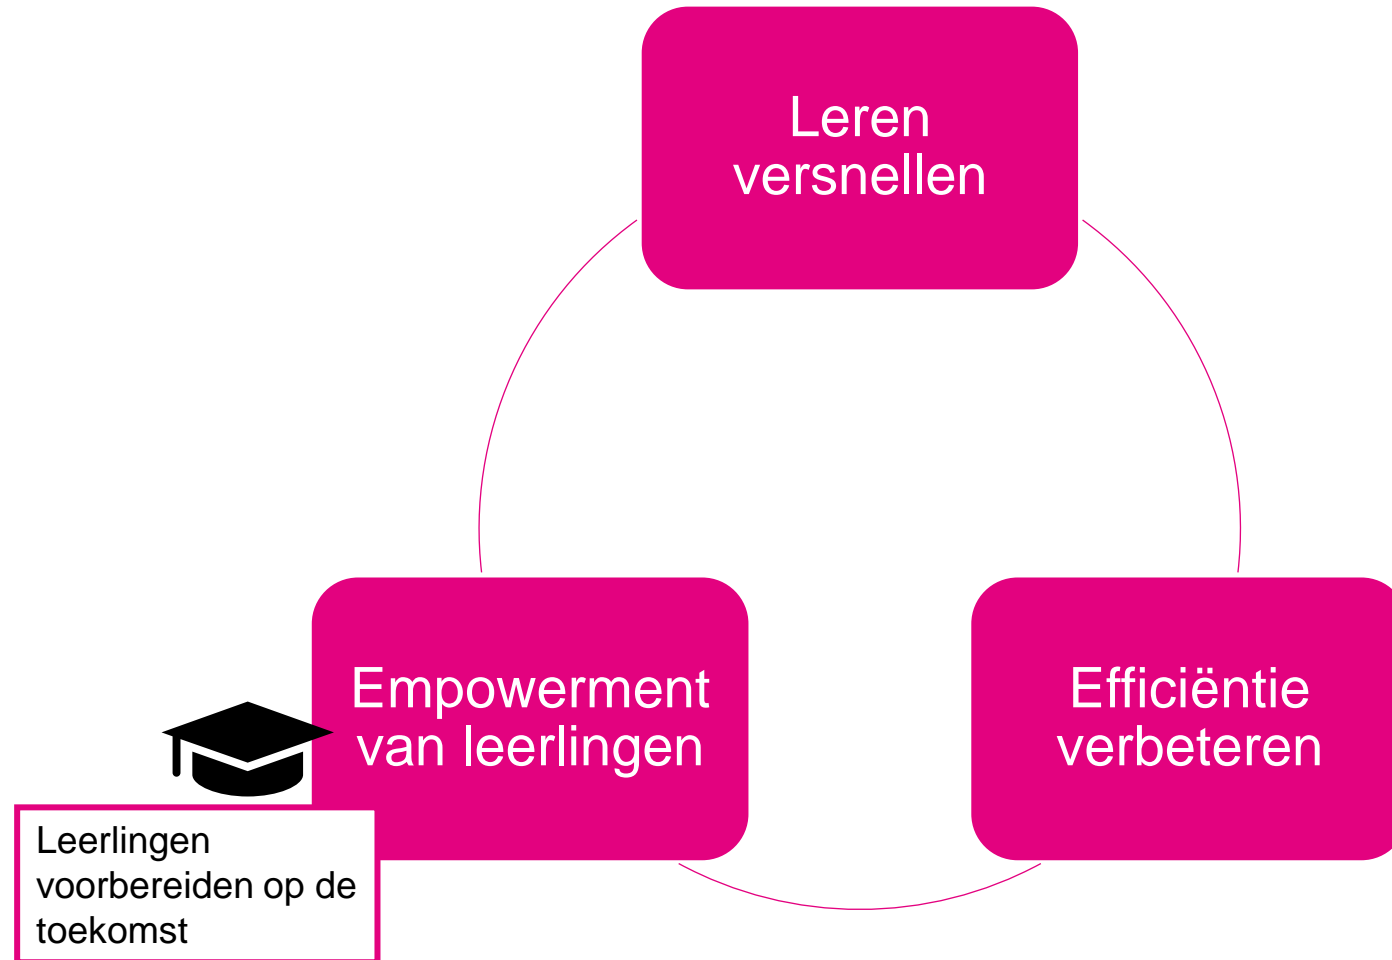 Leren
versnellen
Empowerment
van leerlingen
Efficiëntie
verbeteren
Leerlingen
voorbereiden op de
toekomst